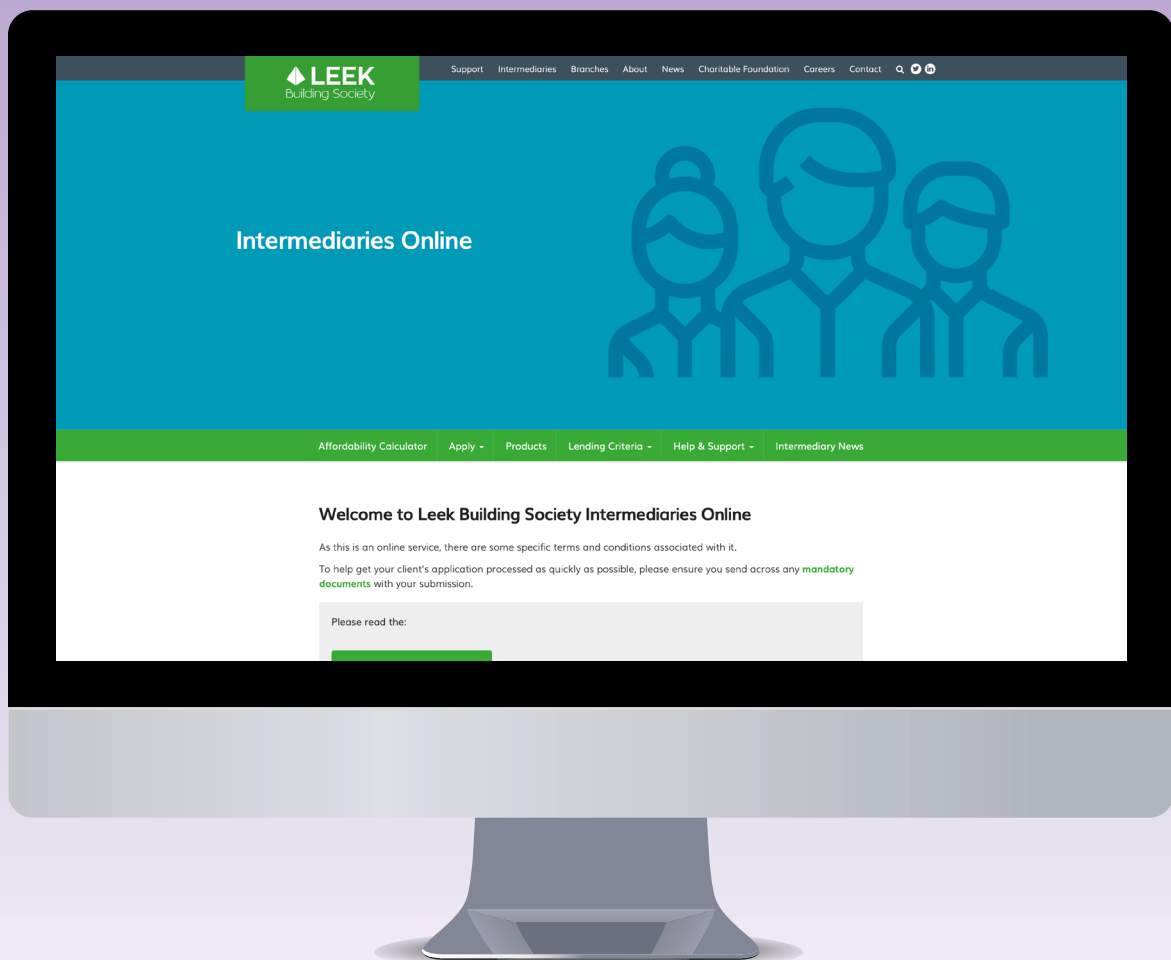 LEEK
Building Society
Support Intermediaries Branches About News Charitable Foundation Careers Contact
Intermediaries Online
Affordability Calculator Apply Products Lending Criteria Help & Support Intermediary News
Welcome to Leek Building Society Intermediaries Online
As this is an online service, there are some specific terms and conditions associated with it.
To help get your client's application processed as quickly as possible, please ensure you send across any mandatory
documents with your submission.
Please read the: